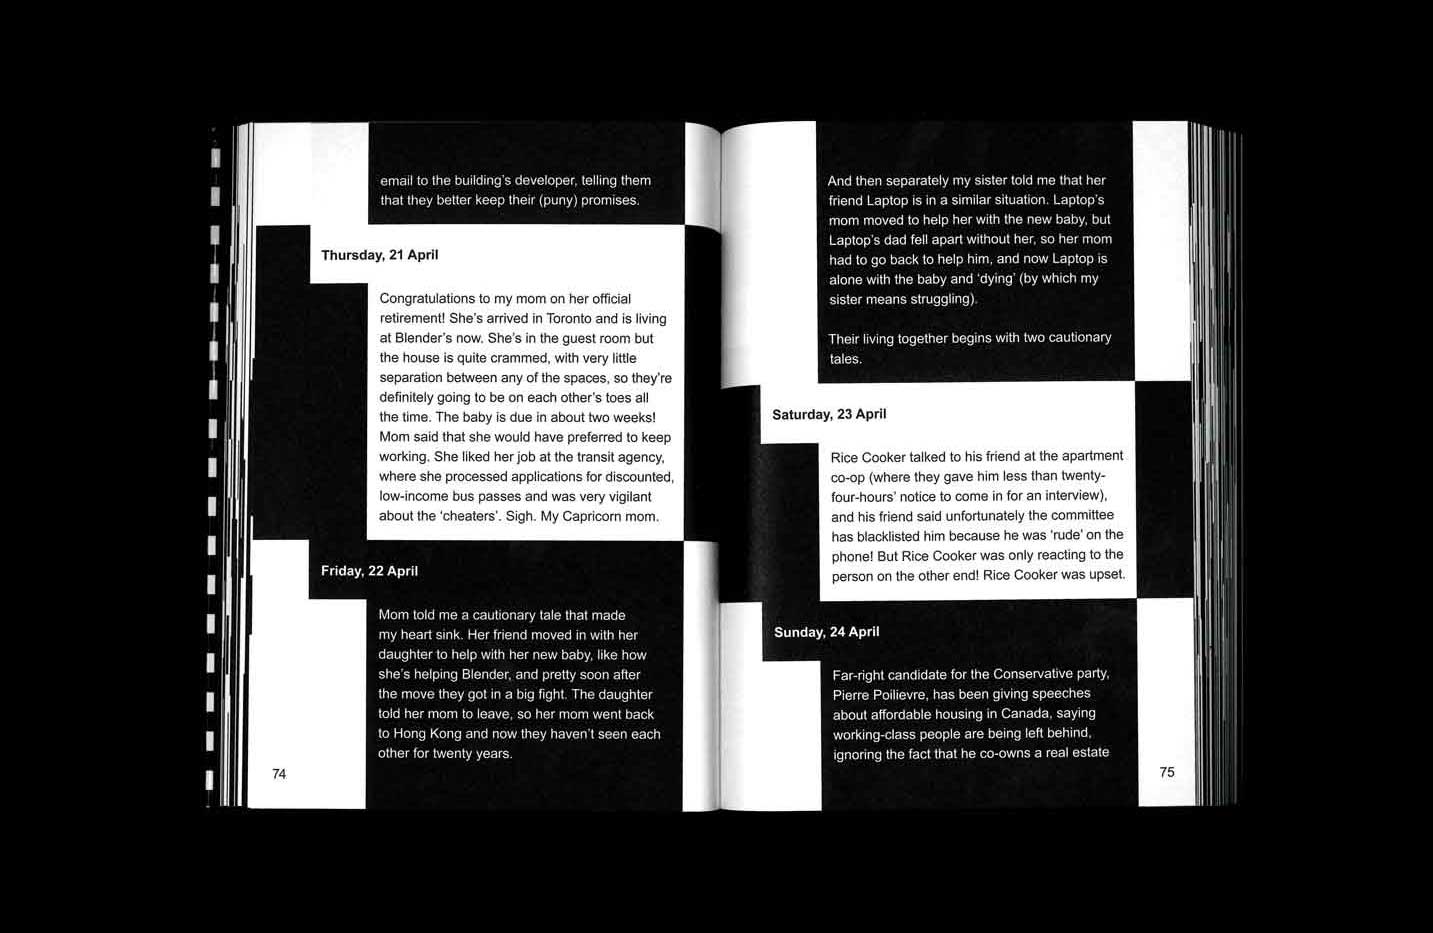 email to the building's developer, telling them
that they better keep their (puny) promises.
Thursday, 21 April
Congratulations to my mom on her official
retirement! She's arrived in Toronto and is living
at Blender's now. She's in the guest room but
the house is quite crammed, with very little
separation between any of the spaces, so they're
definitely going to be on each other's toes all
the time. The baby is due in about two weeks!
Mom said that she would have preferred to keep
working. She liked her job at the transit agency,
where she processed applications for discounted,
low-income bus passes and was very vigilant
about the 'cheaters'. Sigh. My Capricorn mom.
Friday, 22 April
Mom told me a cautionary tale that made
my heart sink. Her friend moved in with her
daughter to help with her new baby, like how
she's helping Blender, and pretty soon after
the move they got in a big fight. The daughter
told her mom to leave, so her mom went back
to Hong Kong and now they haven't seen each
other for twenty years.
74
And then separately my sister told me that her
friend Laptop is in a similar situation. Laptop's
mom moved to help her with the new baby, but
Laptop's dad fell apart without her, so her mom
had to go back to help him, and now Laptop is
alone with the baby and 'dying' (by which my
sister means struggling).
Their living together begins with two cautionary
tales.
Saturday, 23 April
Rice Cooker talked to his friend at the apartment
co-op (where they gave him less than twenty-
four-hours' notice to come in for an interview),
and his friend said unfortunately the committee
has blacklisted him because he was 'rude' on the
phone! But Rice Cooker was only reacting to the
person on the other end! Rice Cooker was upset.
Sunday, 24 April
Far-right candidate for the Conservative party,
Pierre Poilievre, has been giving speeches
about affordable housing in Canada, saying
working-class people are being left behind,
ignoring the fact that he co-owns a real estate
75